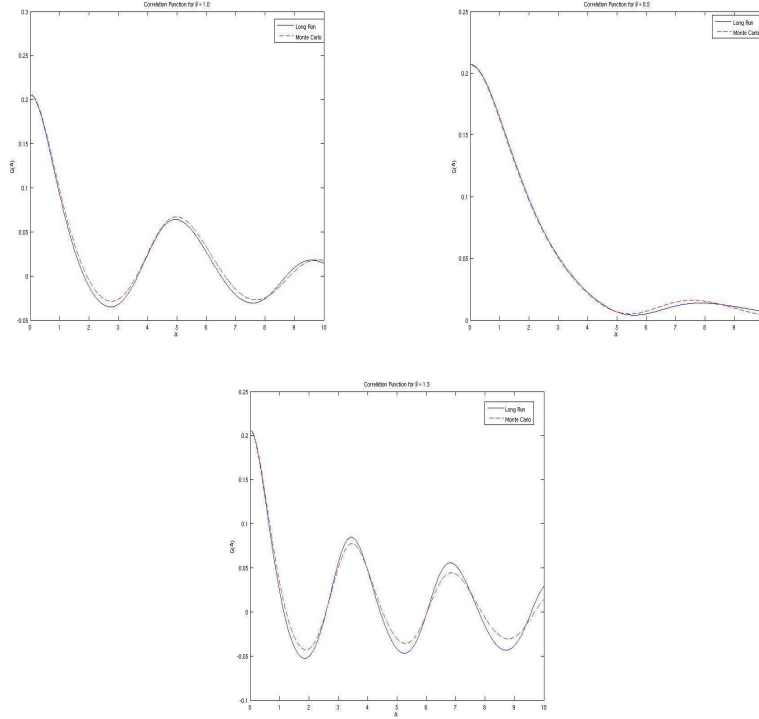 Correlation Function for β = 1.0
Long Run
Monte Carlo
G(Δ)
0.3
0.25
0.2
0.15
0.1
0.05
0
-0.05
0 1 2 3 4 5 6 7 8 9 10
Δ
Correlation Function for β = 0.5
Long Run
Monte Carlo
G(Δ)
0.25
0.2
0.15
0.1
0.05
0
0 1 2 3 4 5 6 7 8 9
Δ
Correlation Function for β = 1.5
Long Run
Monte Carlo
G(Δ)
0.25
0.2
0.15
0.1
0.05
0
-0.05
-0.1
0 1 2 3 4 5 6 7 8 9 10
Δ